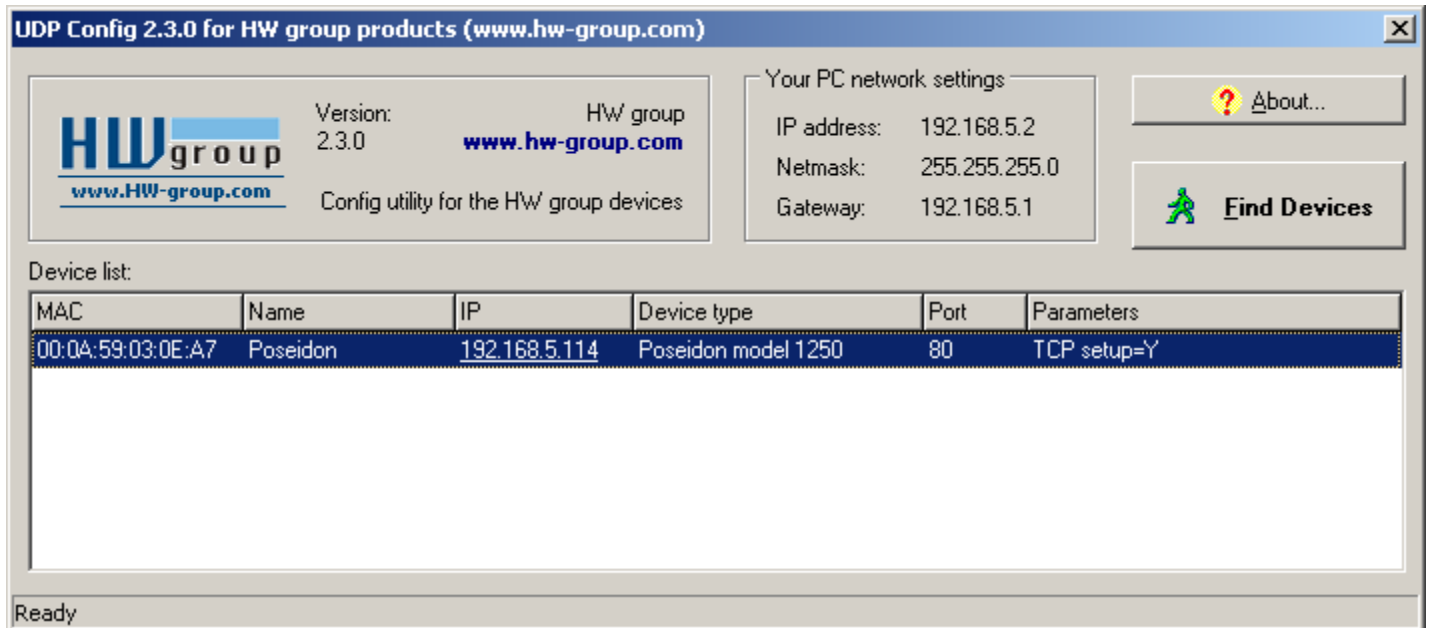 UDP Config 2.3.0 for HW group products (www.hw-group.com)
HW group
www.HW-group.com
Version:
2.3.0
HW group
www.hw-group.com
Config utility for the HW group devices
Your PC network settings
IP address: 192.168.5.2
Netmask: 255.255.255.0
Gateway: 192.168.5.1
About...
Find Devices
Device list:
MAC Name IP Device type Port Parameters
00:0A:59:03:0E:A7 Poseidon 192.168.5.114 Poseidon model 1250 80 TCP setup=Y
Ready